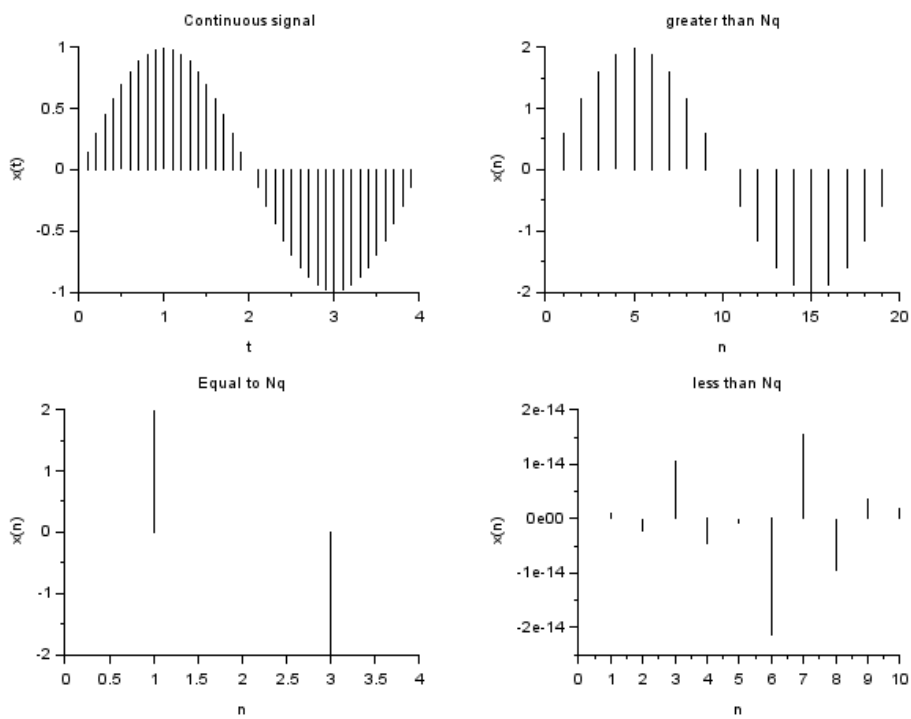 Continuous signal
1
0.5
0
-0.5
-1
x(t)
0 1 2 3 4
t
greater than Nq
2
1
0
-1
-2
x(n)
0 5 10 15 20
n
Equal to Nq
2
1
0
-1
-2
x(n)
0 0.5 1 1.5 2 2.5 3 3.5 4
n
less than Nq
2e-14
1e-14
0e00
-1e-14
-2e-14
x(n)
0 1 2 3 4 5 6 7 8 9 10
n